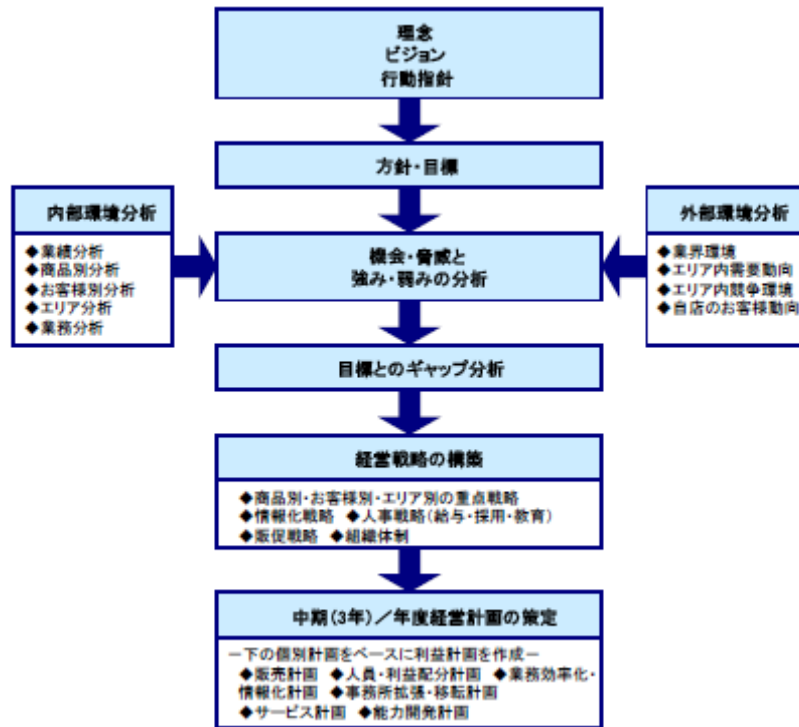 理念
ビジョン
行動指針
方針・目標
内部環境分析
◆業績分析
◆商品別分析
◆お客様別分析
◆エリア分析
◆業務分析
機会・脅威と
強み・弱みの分析
外部環境分析
◆業界環境
◆エリア内需要動向
◆エリア内競争環境
◆自店のお客様動向
目標とのギャップ分析
経営戦略の構築
◆商品別・お客様別・エリア別の重点戦略
◆情報化戦略 ◆人事戦略(給与・採用・教育)
◆販促戦略 ◆組織体制
中期(3年)/年度経営計画の策定
-下の個別計画をベースに利益計画を作成-
◆販売計画 ◆人員・利益配分計画 ◆業務効率化・
情報化計画 ◆事務所拡張・移転計画
◆サービス計画 ◆能力開発計画